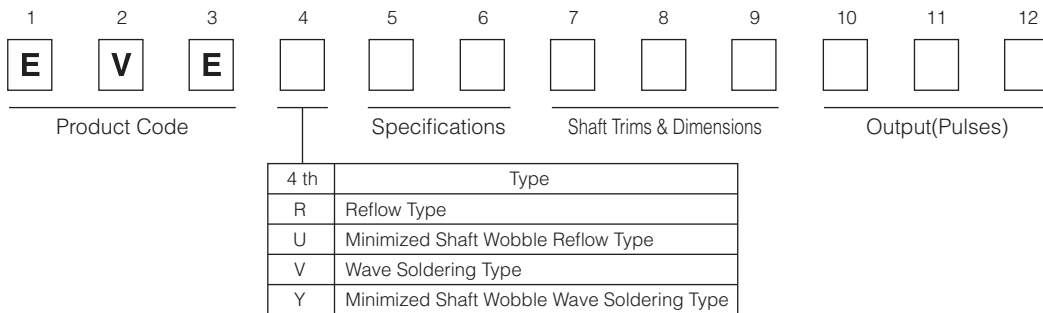 1 2 3 4 5 6 7 8 9 10 11 12
E V E
Product Code Specifications Shaft Trims & Dimensions Output(Pulses)
4 th Type
R Reflow Type
U Minimized Shaft Wobble Reflow Type
V Wave Soldering Type
Y Minimized Shaft Wobble Wave Soldering Type